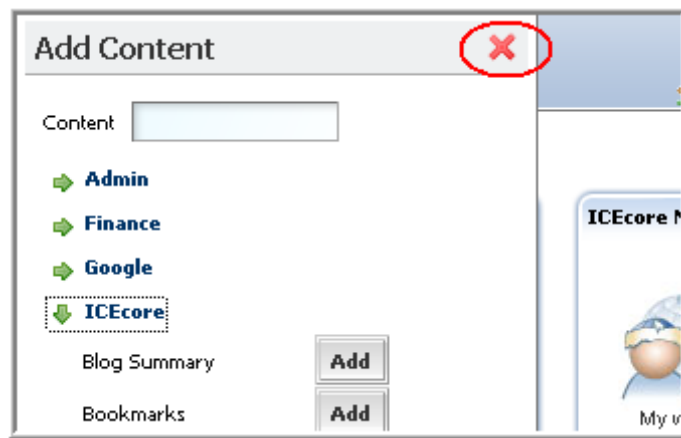 Add Content
Content
Admin
Finance
Google
ICEcore
Blog Summary Add
Bookmarks Add
ICEcore
My